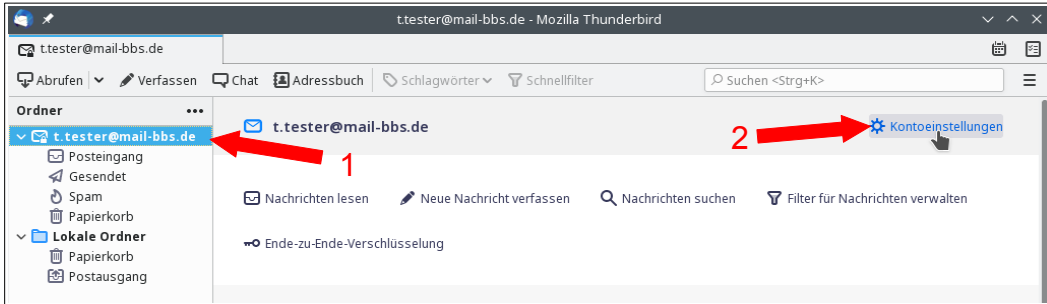 t.tester@mail-bbs.de - Mozilla Thunderbird
t.tester@mail-bbs.de
Abrufen Verfassen Chat Adressbuch Schlagwörter Schnellfilter Suchen <Strg+K>
Ordner
t.tester@mail-bbs.de
Posteingang
Gesendet
Spam
Papierkorb
Lokale Ordner
Papierkorb
Postausgang
1
t.tester@mail-bbs.de
2
Kontoeinstellungen
Nachrichten lesen Neue Nachricht verfassen Nachrichten suchen Filter für Nachrichten verwalten
Ende-zu-Ende-Verschlüsselung